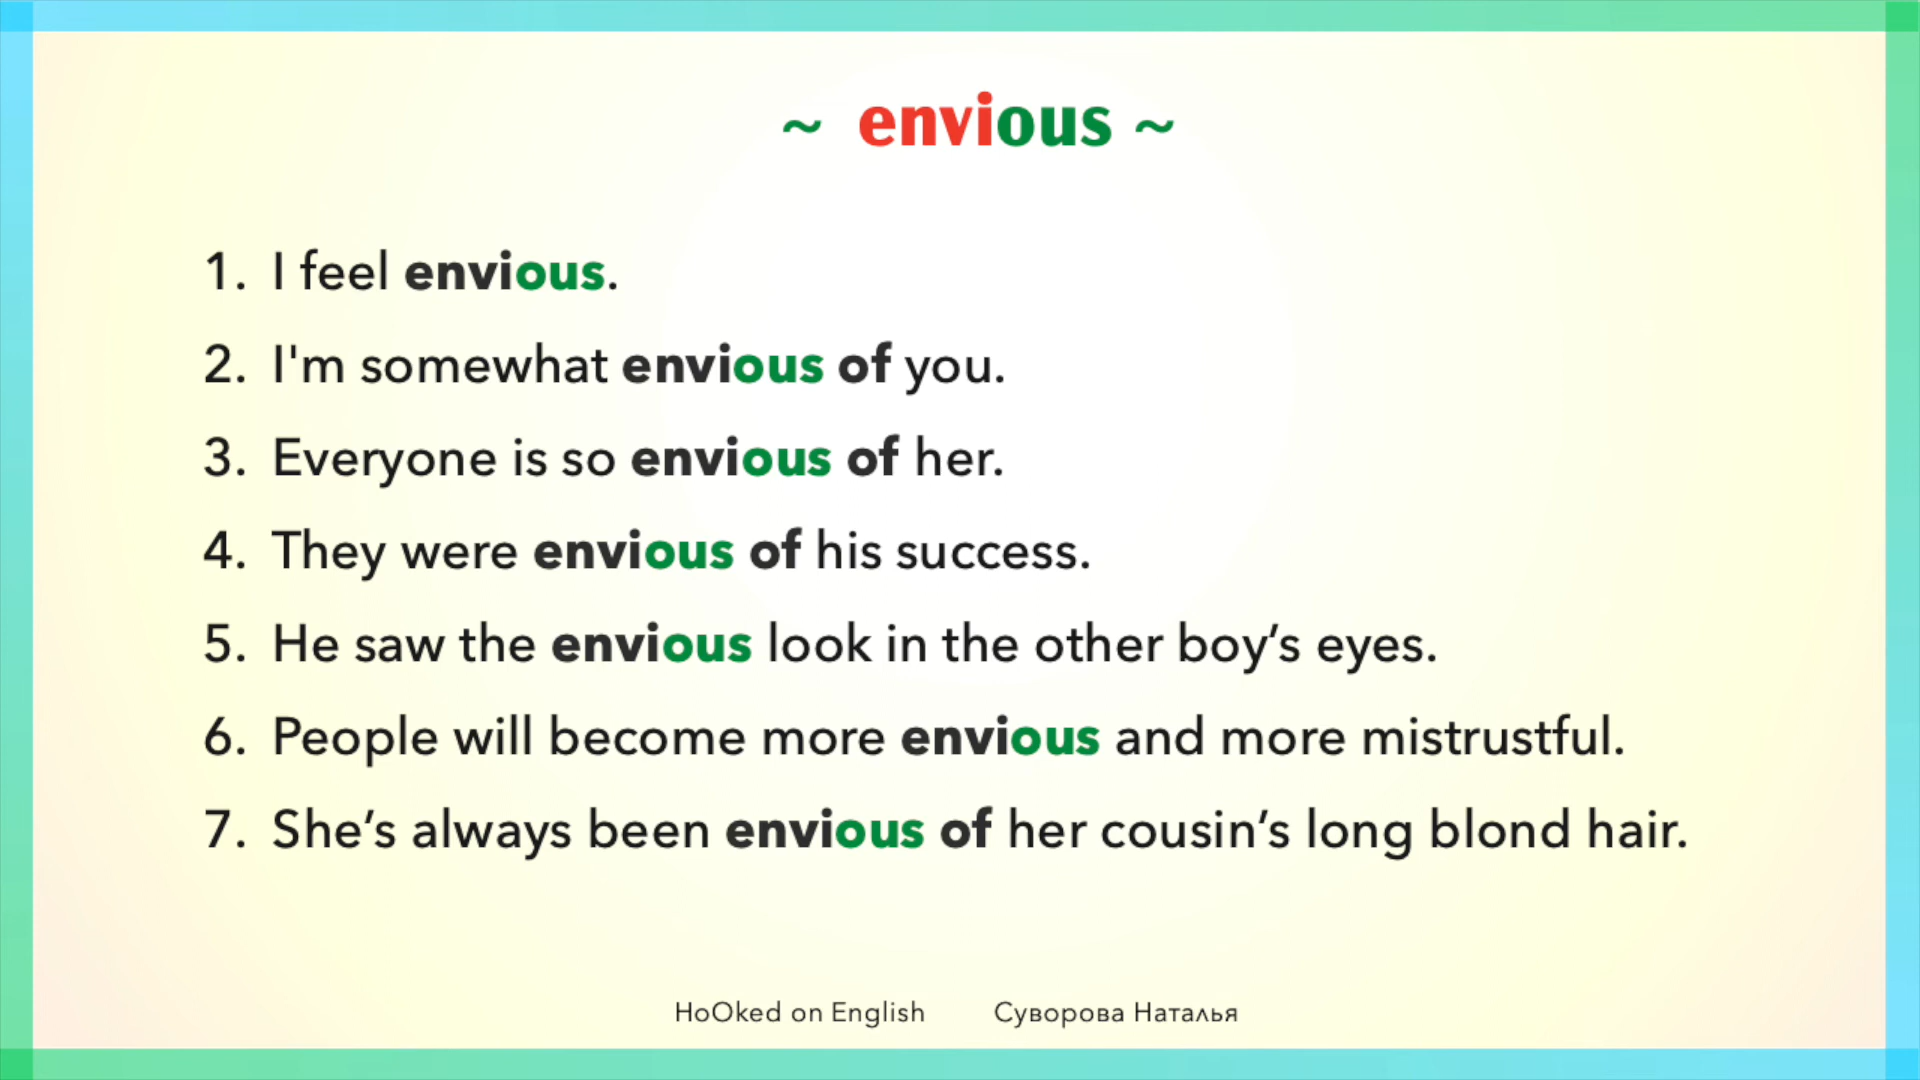 ~ envious ~
1. I feel envious.
2. I'm somewhat envious of you.
3. Everyone is so envious of her.
4. They were envious of his success.
5. He saw the envious look in the other boy’s eyes.
6. People will become more envious and more mistrustful.
7. She’s always been envious of her cousin’s long blond hair.
HoOked on English Суворова Наталья